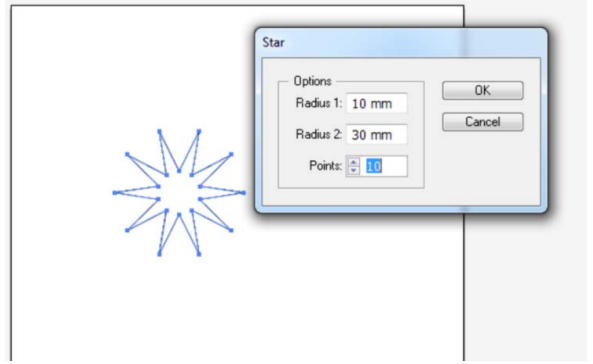 Star
Options
Radius 1: 10 mm
Radius 2: 30 mm
Points: 10
OK
Cancel